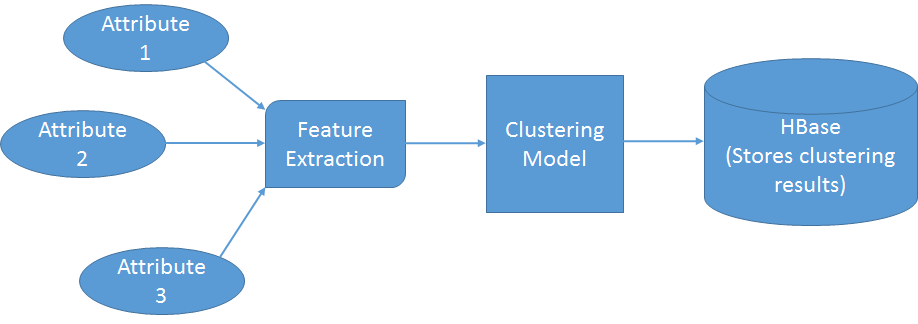 Attribute
1
Attribute
2
Feature
Extraction
Clustering
Model
HBase
(Stores clustering
results)
Attribute
3